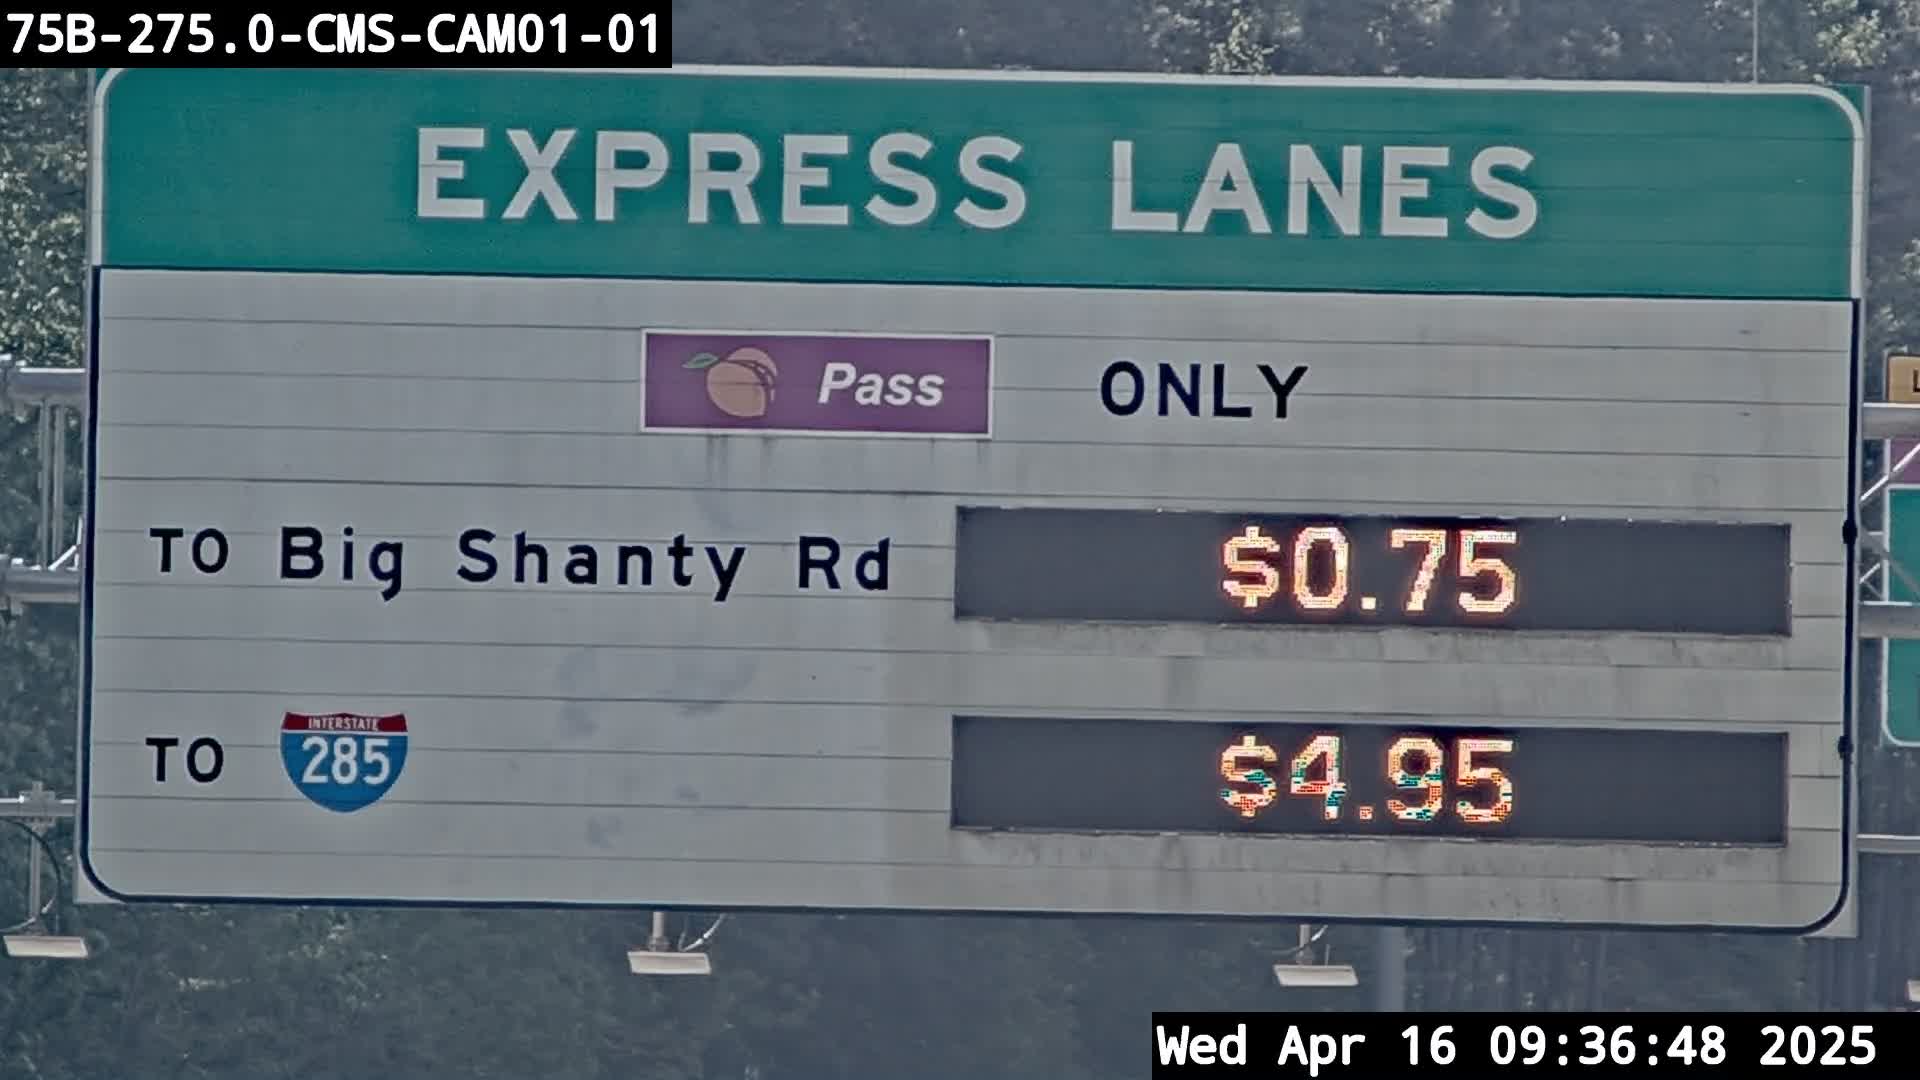 75B-275.0-CMS-CAM01-01
EXPRESS LANES
Pass ONLY
TO Big Shanty Rd $0.75
TO INTERSTATE 285 $4.95
Wed Apr 16 09:36:48 2025